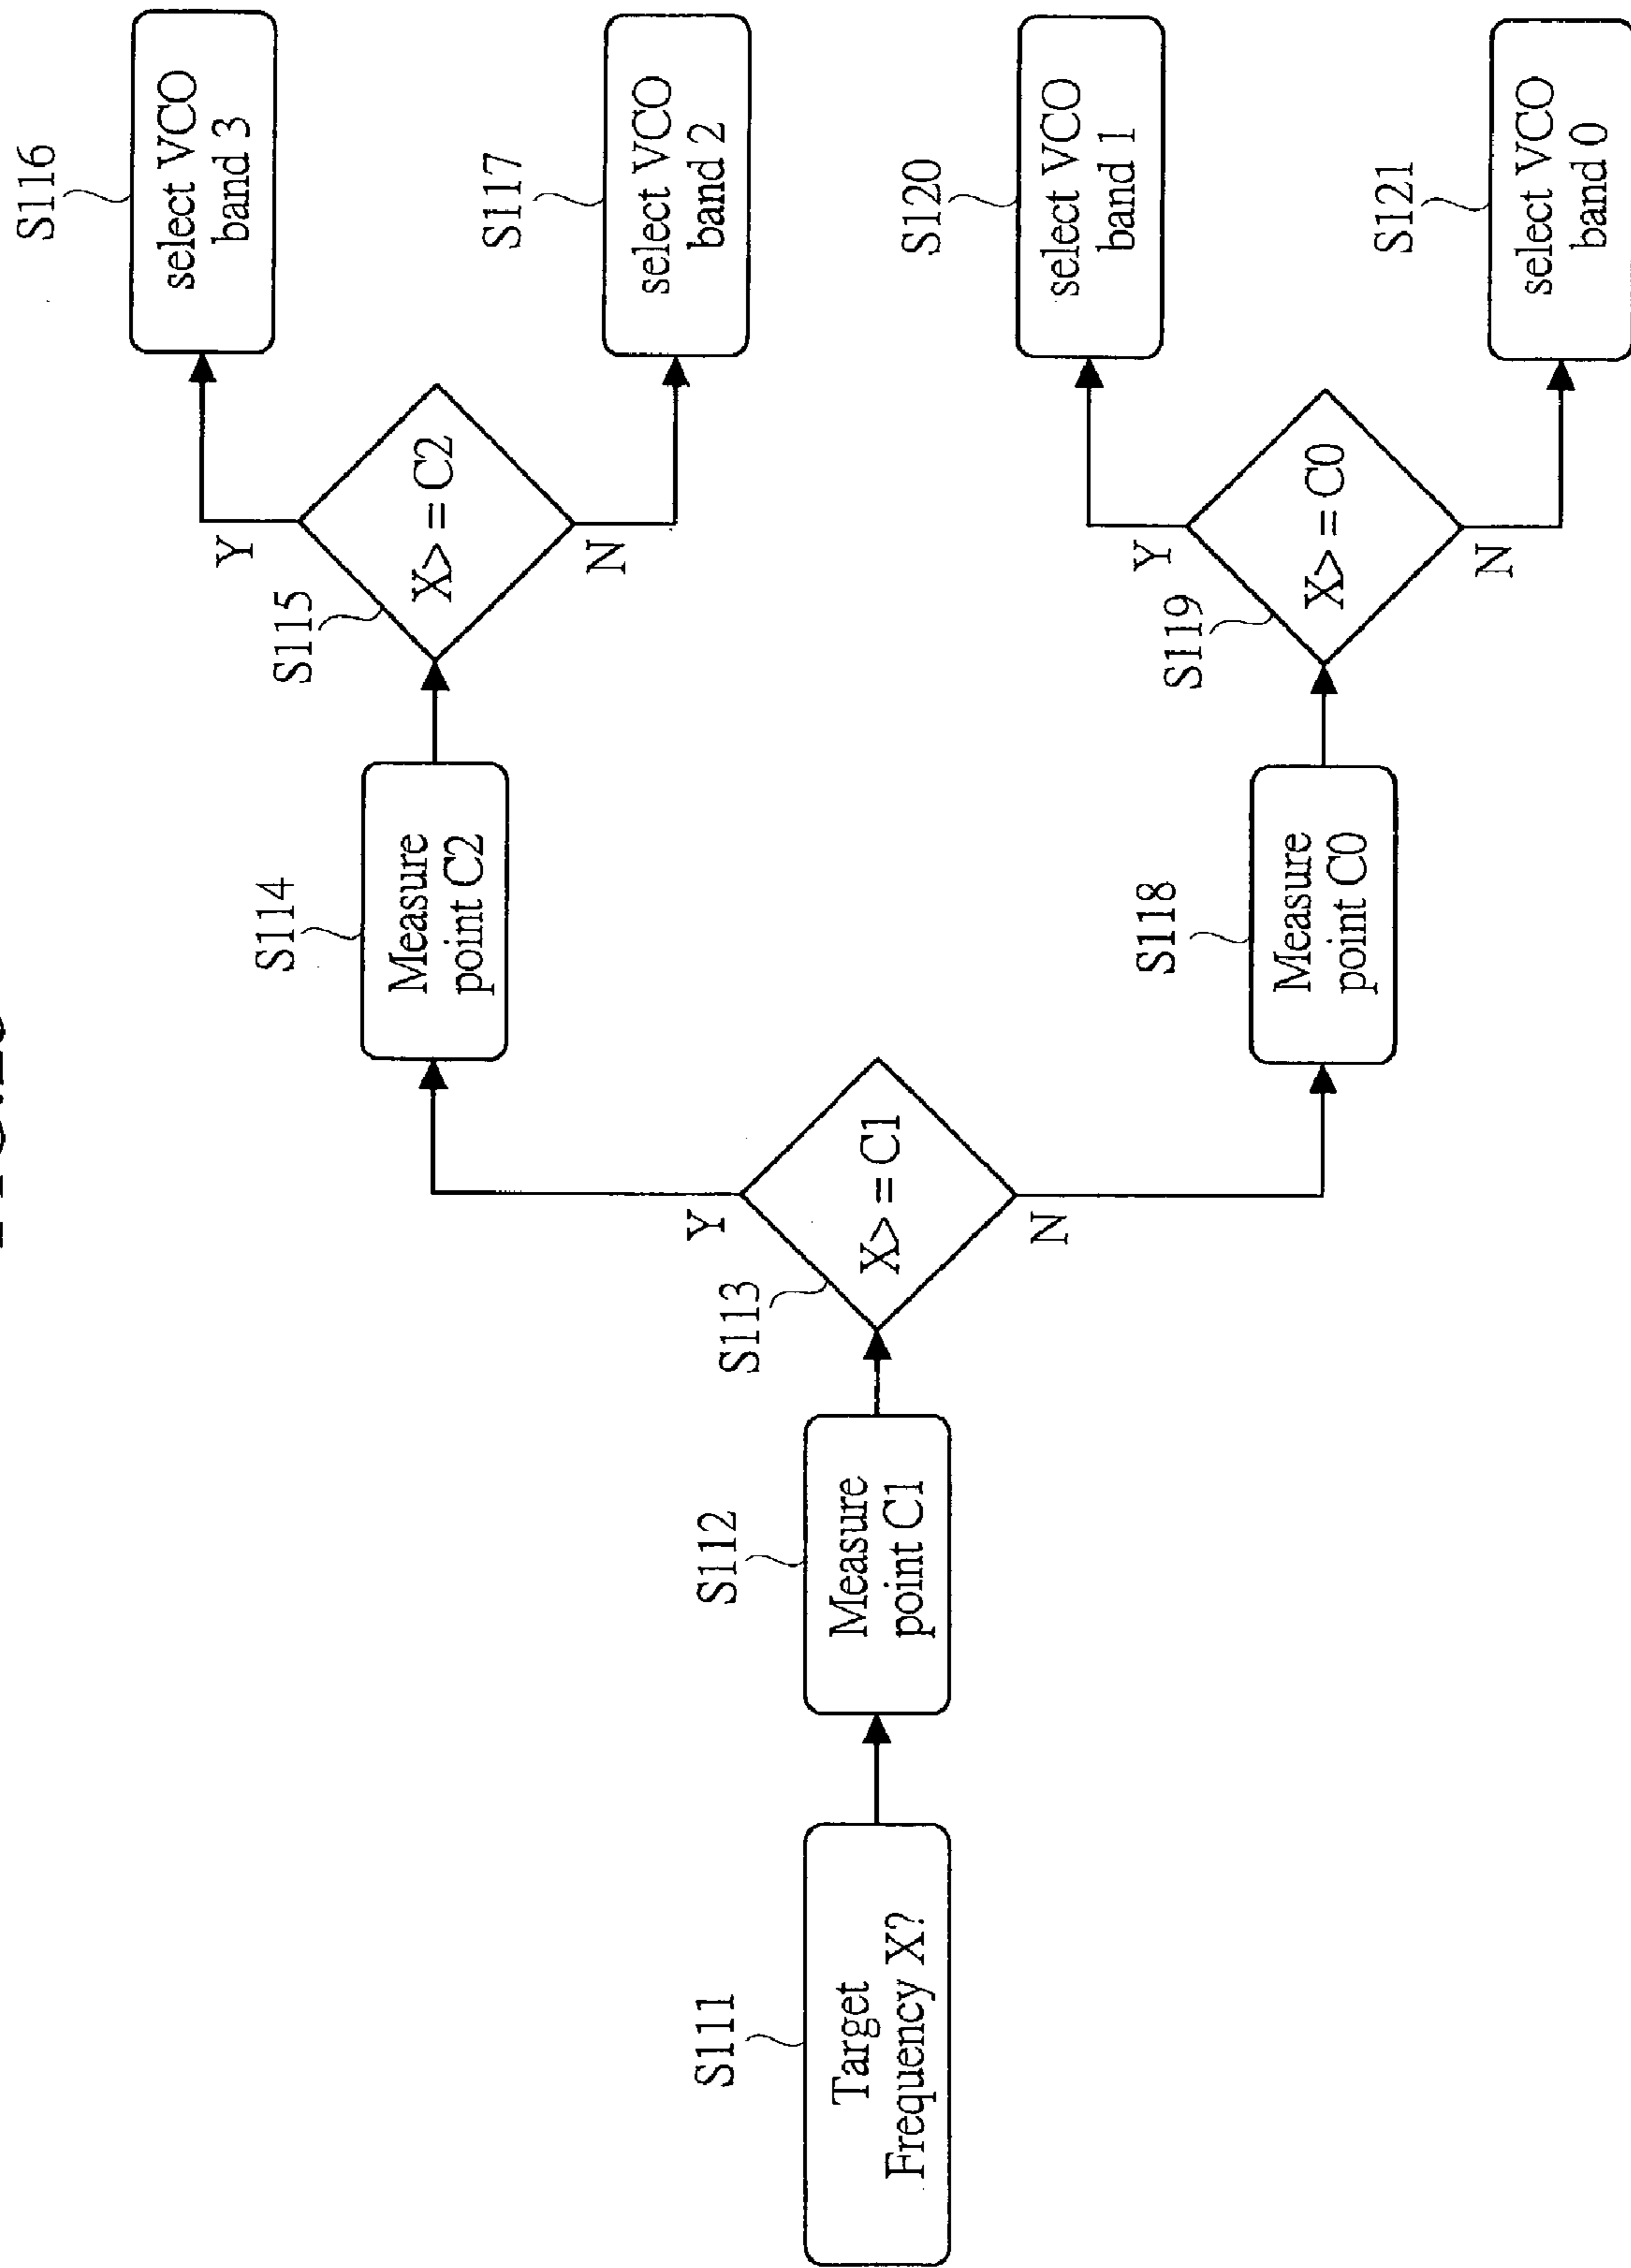 S111
Target
Frequency X?
S112
Measure
point C1
S113
X>=C1
Y
N
S114
Measure
point C2
S115
X>=C2
Y
N
S116
select VCO
band 3
S117
select VCO
band 2
S118
Measure
point C0
S119
X>=C0
Y
N
S120
select VCO
band 1
S121
select VCO
band 0